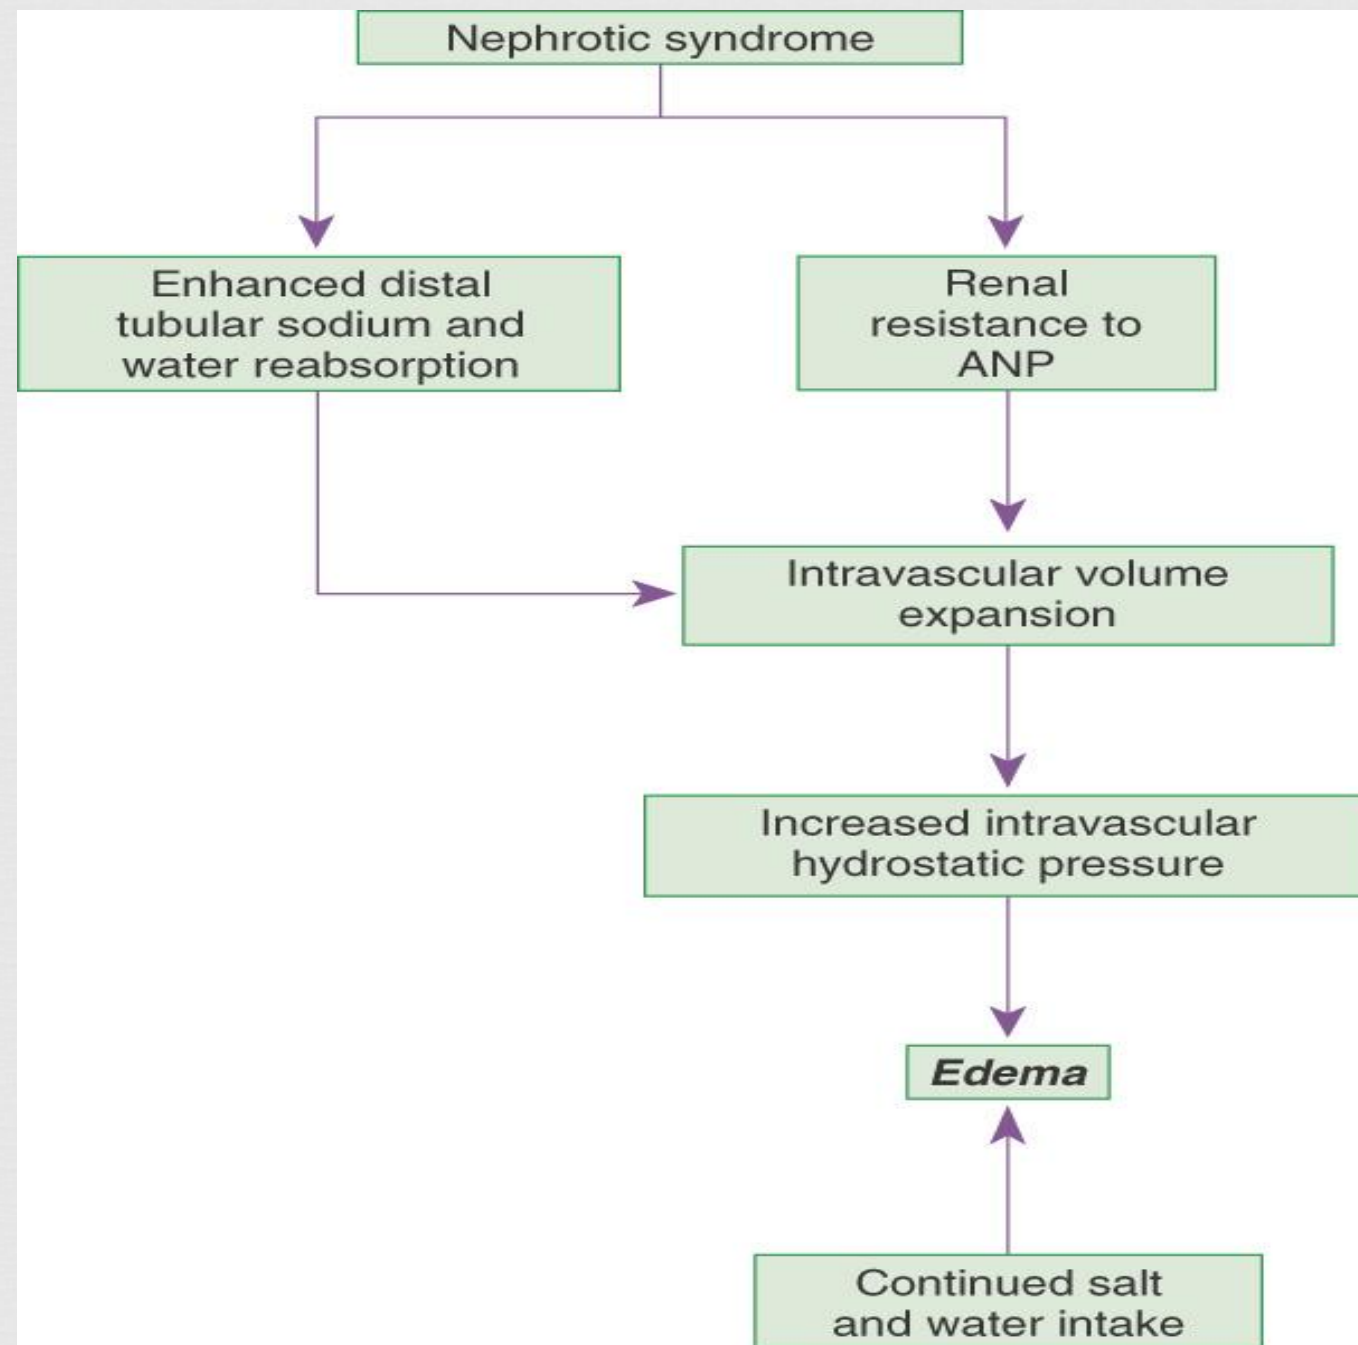 Nephrotic syndrome
Enhanced distal
tubular sodium and
water reabsorption
Renal
resistance to
ANP
Intravascular volume
expansion
Increased intravascular
hydrostatic pressure
Edema
Continued salt
and water intake